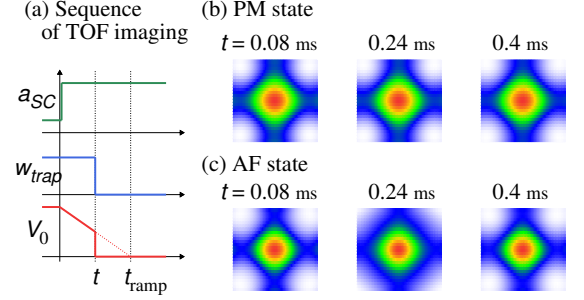 (a) Sequence
of TOF imaging
a_SC
w_trap
V_0
t
t_ramp
(b) PM state
t = 0.08 ms
0.24 ms
0.4 ms
(c) AF state
t = 0.08 ms
0.24 ms
0.4 ms